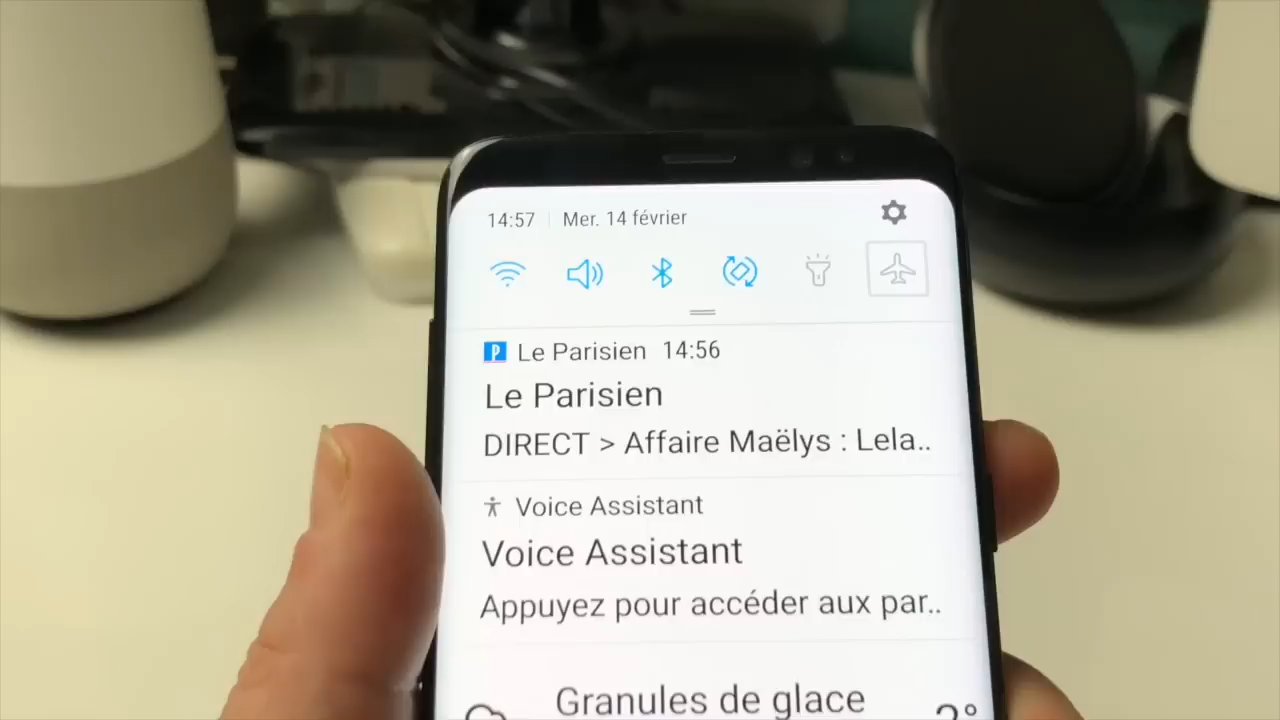 14:57 | Mer. 14 février
P Le Parisien 14:56
Le Parisien
DIRECT > Affaire Maëlys : Lela..
Voice Assistant
Voice Assistant
Appuyez pour accéder aux par..
Granules de glace